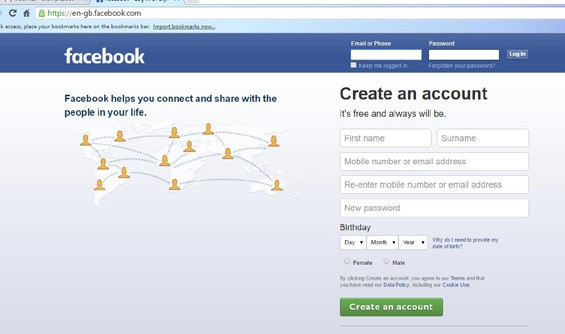 https://en-gb.facebook.com
access, place your bookmarks here on the bookmarks bar. Import bookmarks now...
facebook
Email or Phone
Password
Log In
Keep me logged in
Forgotten your password?
Facebook helps you connect and share with the
people in your life.
Create an account
It's free and always will be.
First name
Surname
Mobile number or email address
Re-enter mobile number or email address
New password
Birthday
Day
Month
Year
Why do I need to provide my
date of birth?
Female
Male
By clicking Create an account, you agree to our Terms and that
you have read our Data Policy, including our Cookie Use.
Create an account